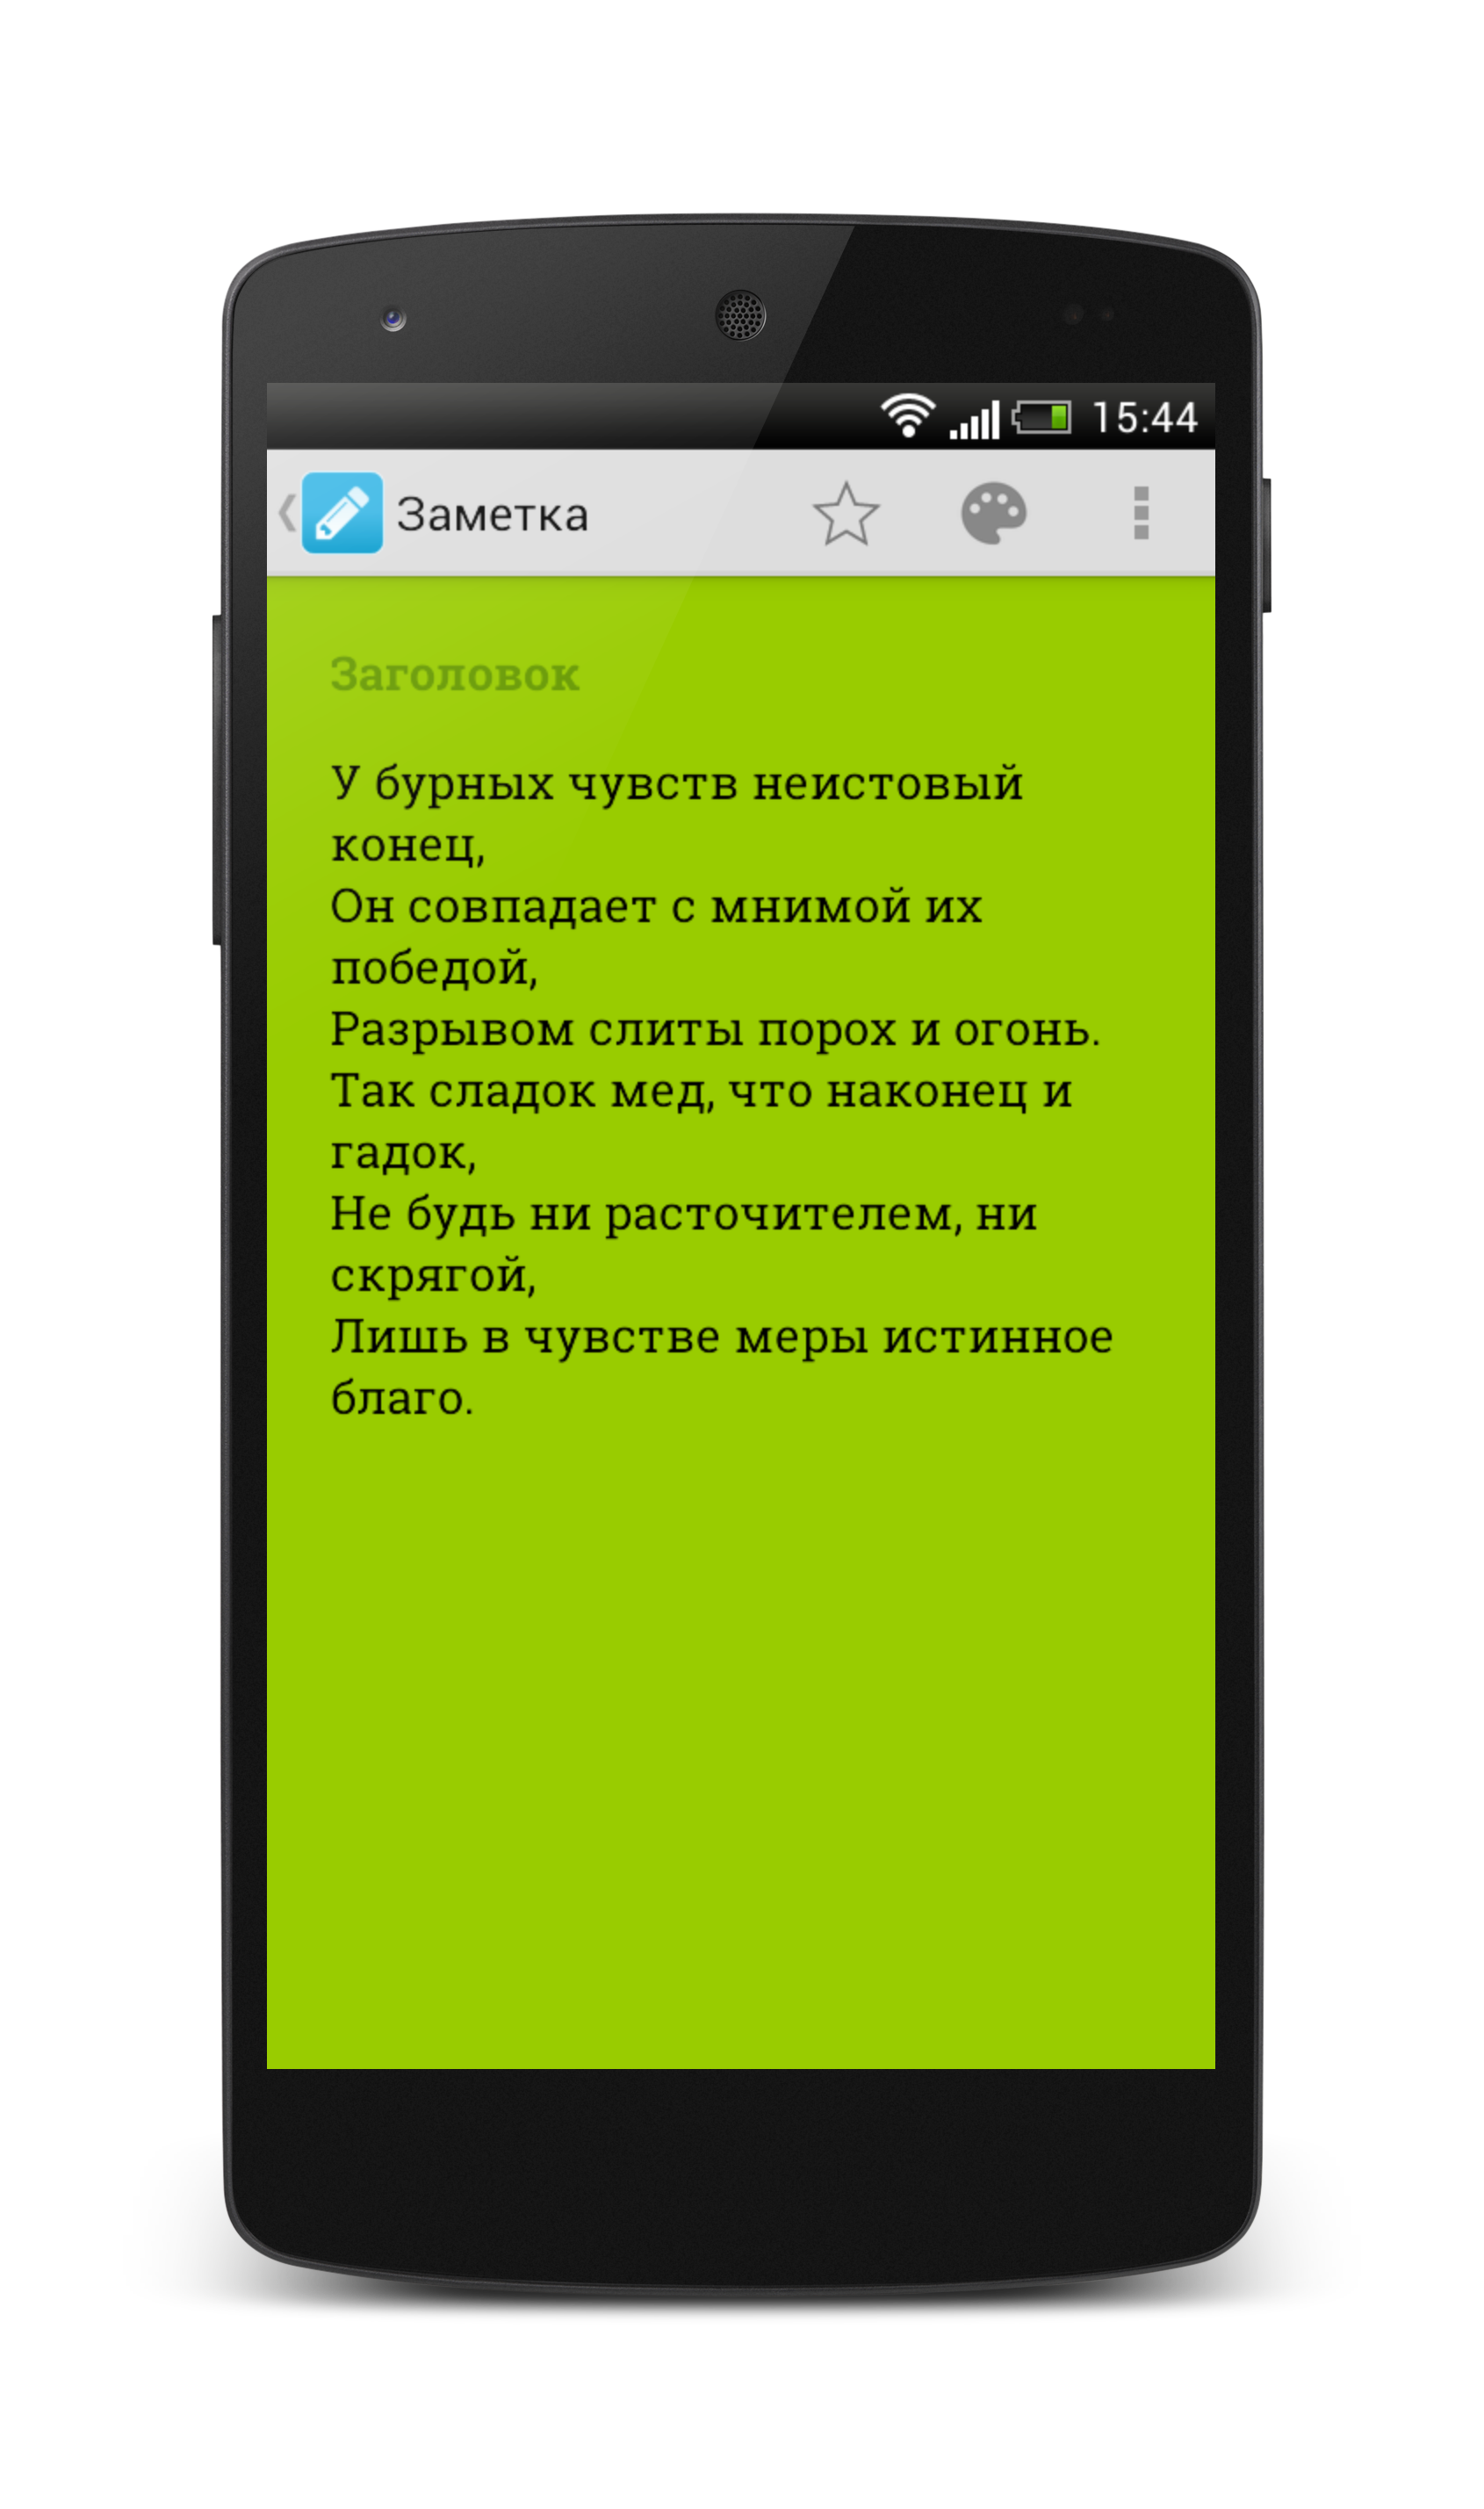 15:44
Заметка
Заголовок
У бурных чувств неистовый
конец,
Он совпадает с мнимой их
победой,
Разрывом слиты порох и огонь.
Так сладок мед, что наконец и
гадок,
Не будь ни расточителем, ни
скрягой,
Лишь в чувстве меры истинное
благо.